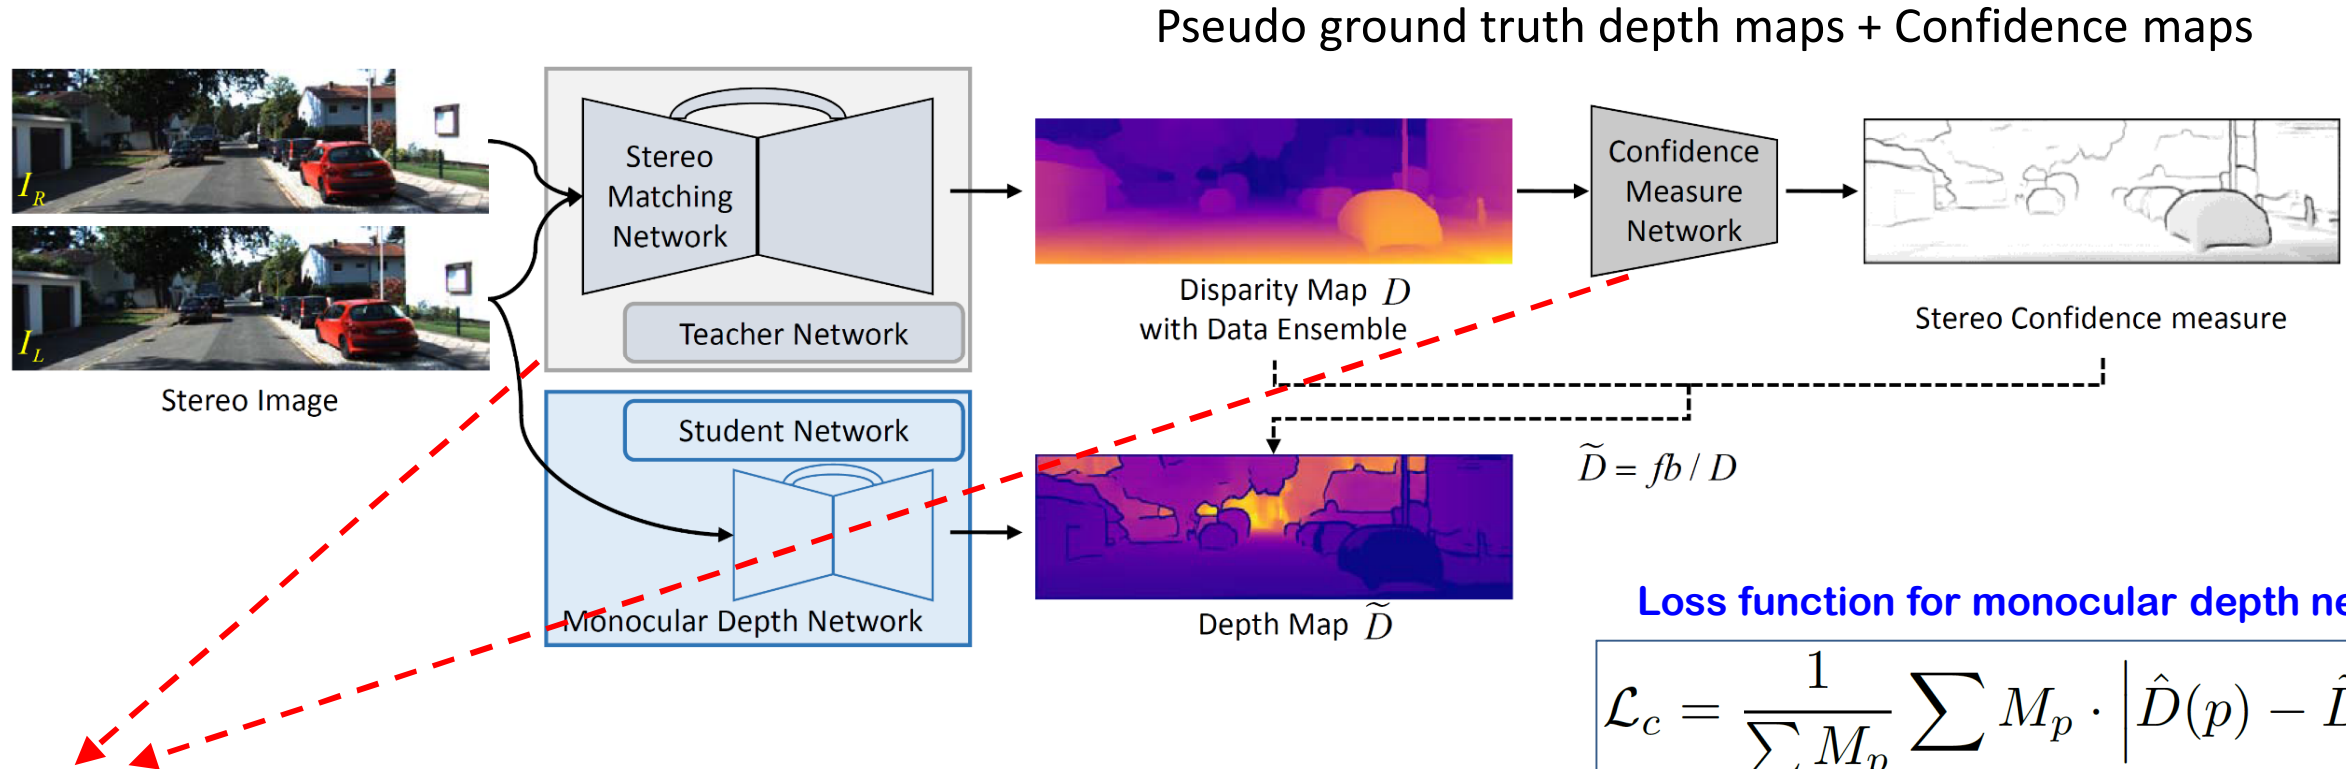 Pseudo ground truth depth maps + Confidence maps
I_R
I_L
Stereo Image
Stereo
Matching
Network
Teacher Network
Student Network
Monocular Depth Network
Disparity Map D
with Data Ensemble
Confidence
Measure
Network
Stereo Confidence measure
D̃ = fb / D
Depth Map D̃
Loss function for monocular depth ne
ℒ_c = 1 / ∑ M_p ∑ M_p · | D̂(p) −